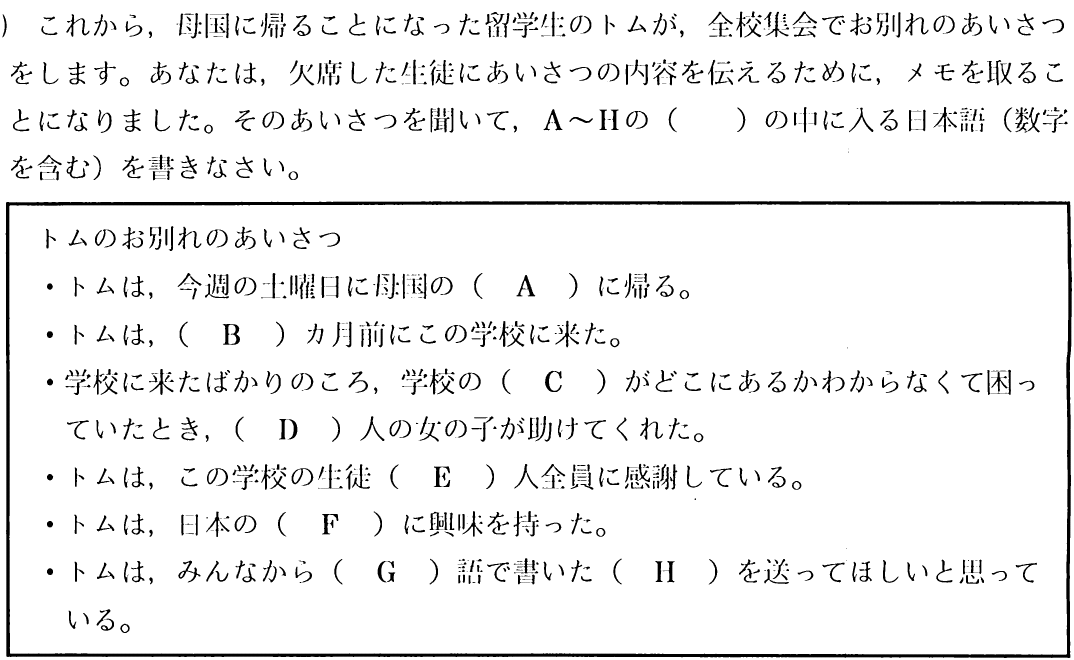 ) これから，母国に帰ることになった留学生のトムが，全校集会でお別れのあいさつ
をします。あなたは，欠席した生徒にあいさつの内容を伝えるために，メモを取るこ
とになりました。そのあいさつを聞いて，A～Hの（　　）の中に入る日本語（数字
を含む）を書きなさい。
トムのお別れのあいさつ
・トムは，今週の土曜日に母国の（　A　）に帰る。
・トムは，（　B　）カ月前にこの学校に来た。
・学校に来たばかりのころ，学校の（　C　）がどこにあるかわからなくて困っ
ていたとき，（　D　）人の女の子が助けてくれた。
・トムは，この学校の生徒（　E　）人全員に感謝している。
・トムは，日本の（　F　）に興味を持った。
・トムは，みんなから（　G　）語で書いた（　H　）を送ってほしいと思って
いる。